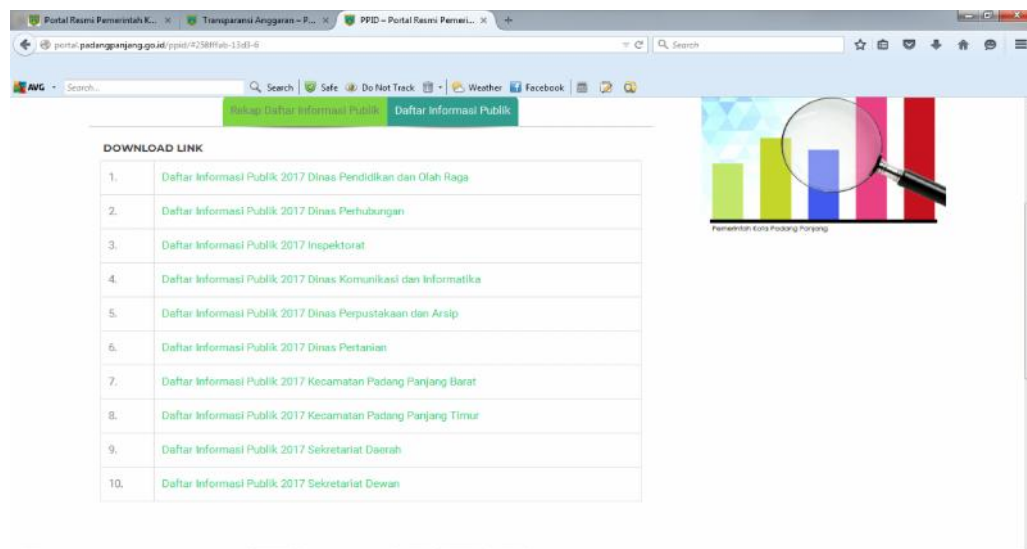 Portal Resmi Pemerintah K... × Transparansi Anggaran – P... × PPID – Portal Resmi Pemeri... × +
portal.padangpanjang.go.id/ppid/#258fffab-13d3-6 Search
AVG Search... Search Safe Do Not Track Weather Facebook
Rekap Daftar Informasi Publik Daftar Informasi Publik
DOWNLOAD LINK
1. Daftar Informasi Publik 2017 Dinas Pendidikan dan Olah Raga
2. Daftar Informasi Publik 2017 Dinas Perhubungan
3. Daftar Informasi Publik 2017 Inspektorat
4. Daftar Informasi Publik 2017 Dinas Komunikasi dan Informatika
5. Daftar Informasi Publik 2017 Dinas Perpustakaan dan Arsip
6. Daftar Informasi Publik 2017 Dinas Pertanian
7. Daftar Informasi Publik 2017 Kecamatan Padang Panjang Barat
8. Daftar Informasi Publik 2017 Kecamatan Padang Panjang Timur
9. Daftar Informasi Publik 2017 Sekretariat Daerah
10. Daftar Informasi Publik 2017 Sekretariat Dewan
Pemerintah Kota Padang Panjang